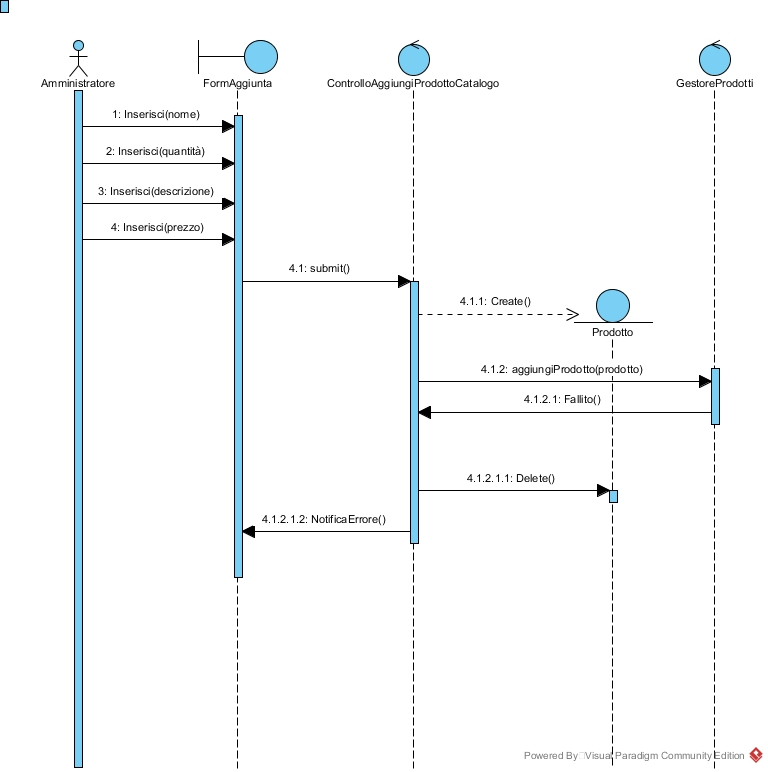 Amministratore
FormAggiunta
ControlloAggiungiProdottoCatalogo
GestoreProdotti
1: Inserisci(nome)
2: Inserisci(quantità)
3: Inserisci(descrizione)
4: Inserisci(prezzo)
4.1: submit()
4.1.1: Create()
Prodotto
4.1.2: aggiungiProdotto(prodotto)
4.1.2.1: Fallito()
4.1.2.1.1: Delete()
4.1.2.1.2: NotificaErrore()
Powered By Visual Paradigm Community Edition